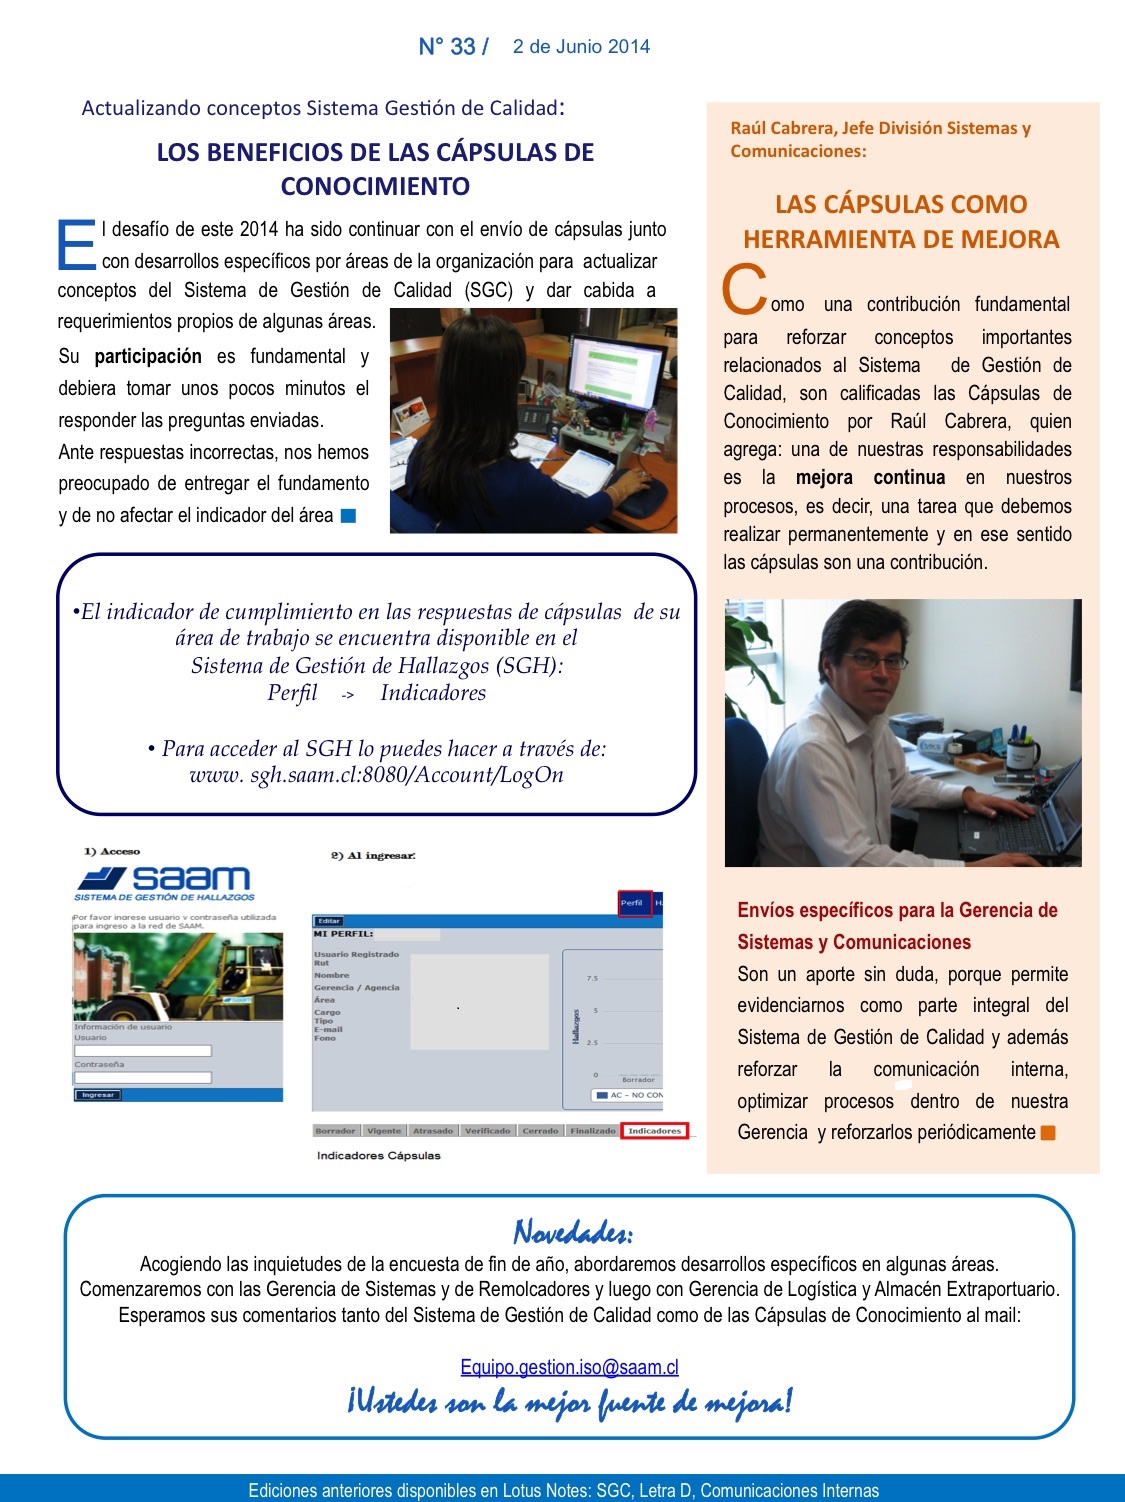 N° 33 / 2 de Junio 2014
Actualizando conceptos Sistema Gestión de Calidad:
LOS BENEFICIOS DE LAS CÁPSULAS DE
CONOCIMIENTO
El desafío de este 2014 ha sido continuar con el envío de cápsulas junto
con desarrollos específicos por áreas de la organización para actualizar
conceptos del Sistema de Gestión de Calidad (SGC) y dar cabida a
requerimientos propios de algunas áreas.
Su participación es fundamental y
debiera tomar unos pocos minutos el
responder las preguntas enviadas.
Ante respuestas incorrectas, nos hemos
preocupado de entregar el fundamento
y de no afectar el indicador del área
•El indicador de cumplimiento en las respuestas de cápsulas de su
área de trabajo se encuentra disponible en el
Sistema de Gestión de Hallazgos (SGH):
Perfil -> Indicadores
• Para acceder al SGH lo puedes hacer a través de:
www. sgh.saam.cl:8080/Account/LogOn
1) Acceso
saam
SISTEMA DE GESTIÓN DE HALLAZGOS
Por favor ingrese usuario y contraseña utilizada
para ingreso a la red de SAAM.
saam
Información de usuario
Usuario
Contraseña
Ingresar
2) Al ingresar:
Perfil
Editar
MI PERFIL:
Usuario Registrado
Rut
Nombre
Gerencia / Agencia
Área
Cargo
Tipo
E-mail
Fono
Hallazgos
7.5
5
2.5
0
Borrador
AC - NO CON
Borrador Vigente Atrasado Verificado Cerrado Finalizado Indicadores
Indicadores Cápsulas
Raúl Cabrera, Jefe División Sistemas y
Comunicaciones:
LAS CÁPSULAS COMO
HERRAMIENTA DE MEJORA
Como una contribución fundamental
para reforzar conceptos importantes
relacionados al Sistema de Gestión de
Calidad, son calificadas las Cápsulas de
Conocimiento por Raúl Cabrera, quien
agrega: una de nuestras responsabilidades
es la mejora continua en nuestros
procesos, es decir, una tarea que debemos
realizar permanentemente y en ese sentido
las cápsulas son una contribución.
Envíos específicos para la Gerencia de
Sistemas y Comunicaciones
Son un aporte sin duda, porque permite
evidenciarnos como parte integral del
Sistema de Gestión de Calidad y además
reforzar la comunicación interna,
optimizar procesos dentro de nuestra
Gerencia y reforzarlos periódicamente
Novedades:
Acogiendo las inquietudes de la encuesta de fin de año, abordaremos desarrollos específicos en algunas áreas.
Comenzaremos con las Gerencia de Sistemas y de Remolcadores y luego con Gerencia de Logística y Almacén Extraportuario.
Esperamos sus comentarios tanto del Sistema de Gestión de Calidad como de las Cápsulas de Conocimiento al mail:
Equipo.gestion.iso@saam.cl
¡Ustedes son la mejor fuente de mejora!
Ediciones anteriores disponibles en Lotus Notes: SGC, Letra D, Comunicaciones Internas